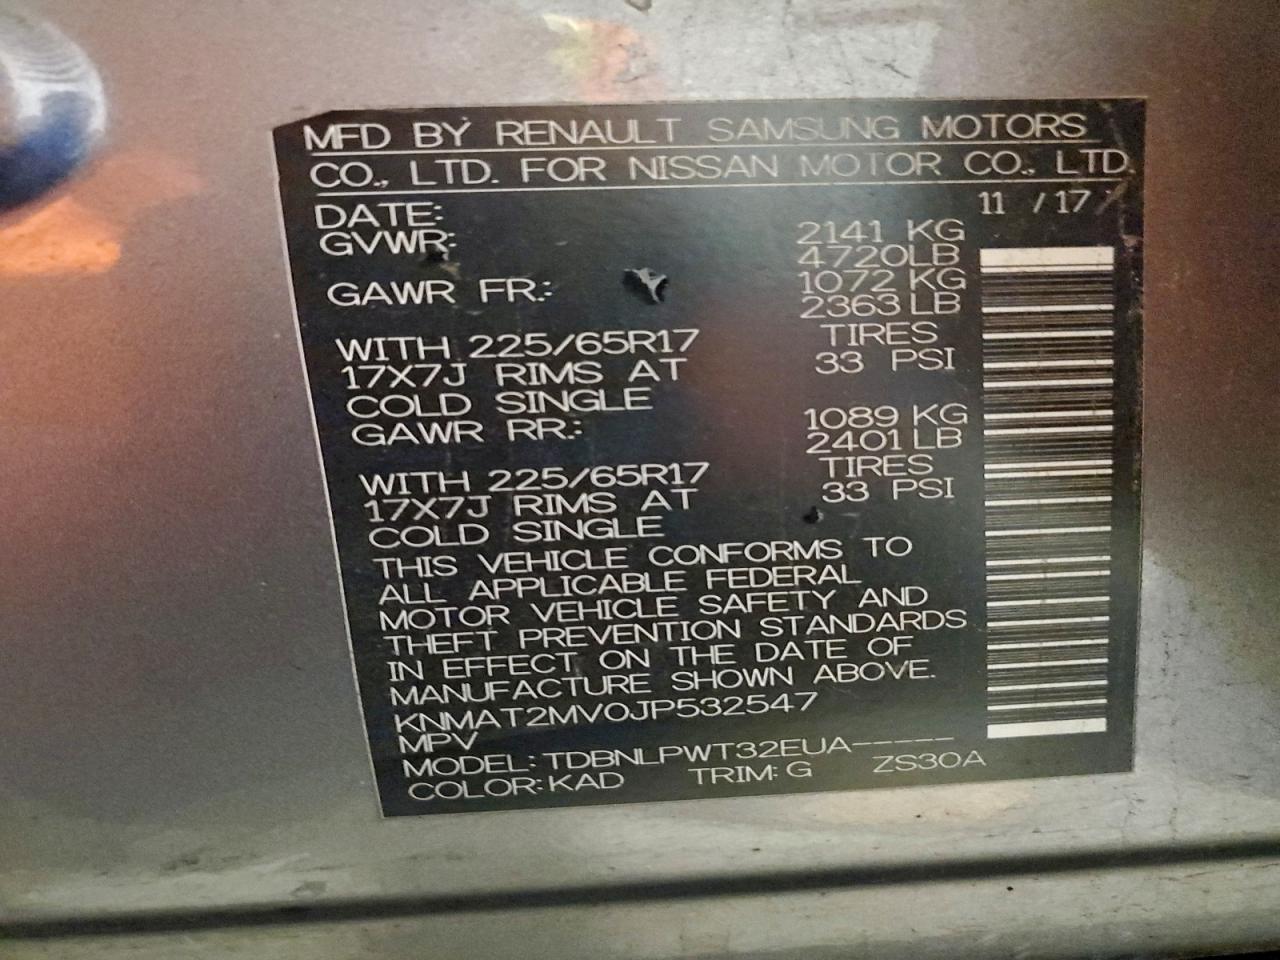 MFD BY RENAULT SAMSUNG MOTORS
CO., LTD. FOR NISSAN MOTOR CO., LTD.
DATE: 11 / 17
GVWR: 2141 KG
4720LB
GAWR FR.: 1072 KG
2363 LB
WITH 225/65R17 TIRES
17X7J RIMS AT 33 PSI
COLD SINGLE
GAWR RR.: 1089 KG
2401 LB
WITH 225/65R17 TIRES
17X7J RIMS AT 33 PSI
COLD SINGLE
THIS VEHICLE CONFORMS TO
ALL APPLICABLE FEDERAL
MOTOR VEHICLE SAFETY AND
THEFT PREVENTION STANDARDS
IN EFFECT ON THE DATE OF
MANUFACTURE SHOWN ABOVE.
KNMAT2MV0JP532547
MPV
MODEL: TDBNLPWT32EUA-----
COLOR: KAD TRIM: G ZS30A